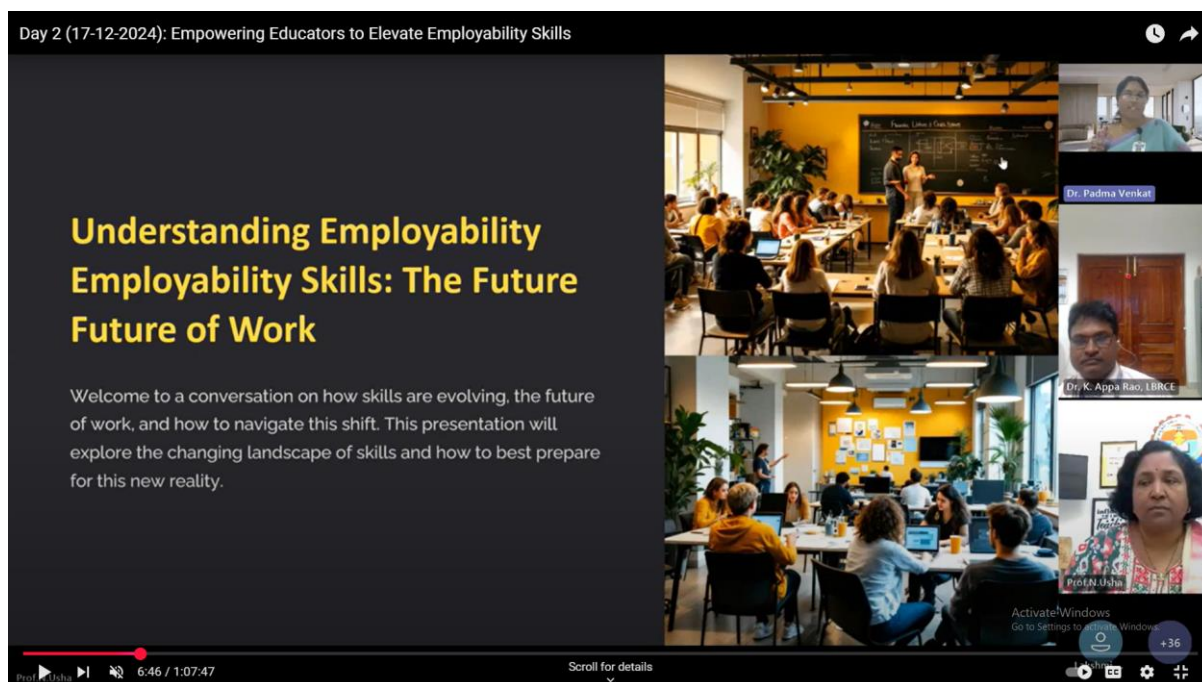 Day 2 (17-12-2024): Empowering Educators to Elevate Employability Skills
Understanding Employability
Employability Skills: The Future
Future of Work
Welcome to a conversation on how skills are evolving, the future
of work, and how to navigate this shift. This presentation will
explore the changing landscape of skills and how to best prepare
for this new reality.
Dr. Padma Venkat
Dr. K. Appa Rao, LBRCE
Prof.N.Usha
Activate Windows
Go to Settings to activate Windows.
+36
Lakshmi
Prof.N.Usha
6:46 / 1:07:47
Scroll for details
CC